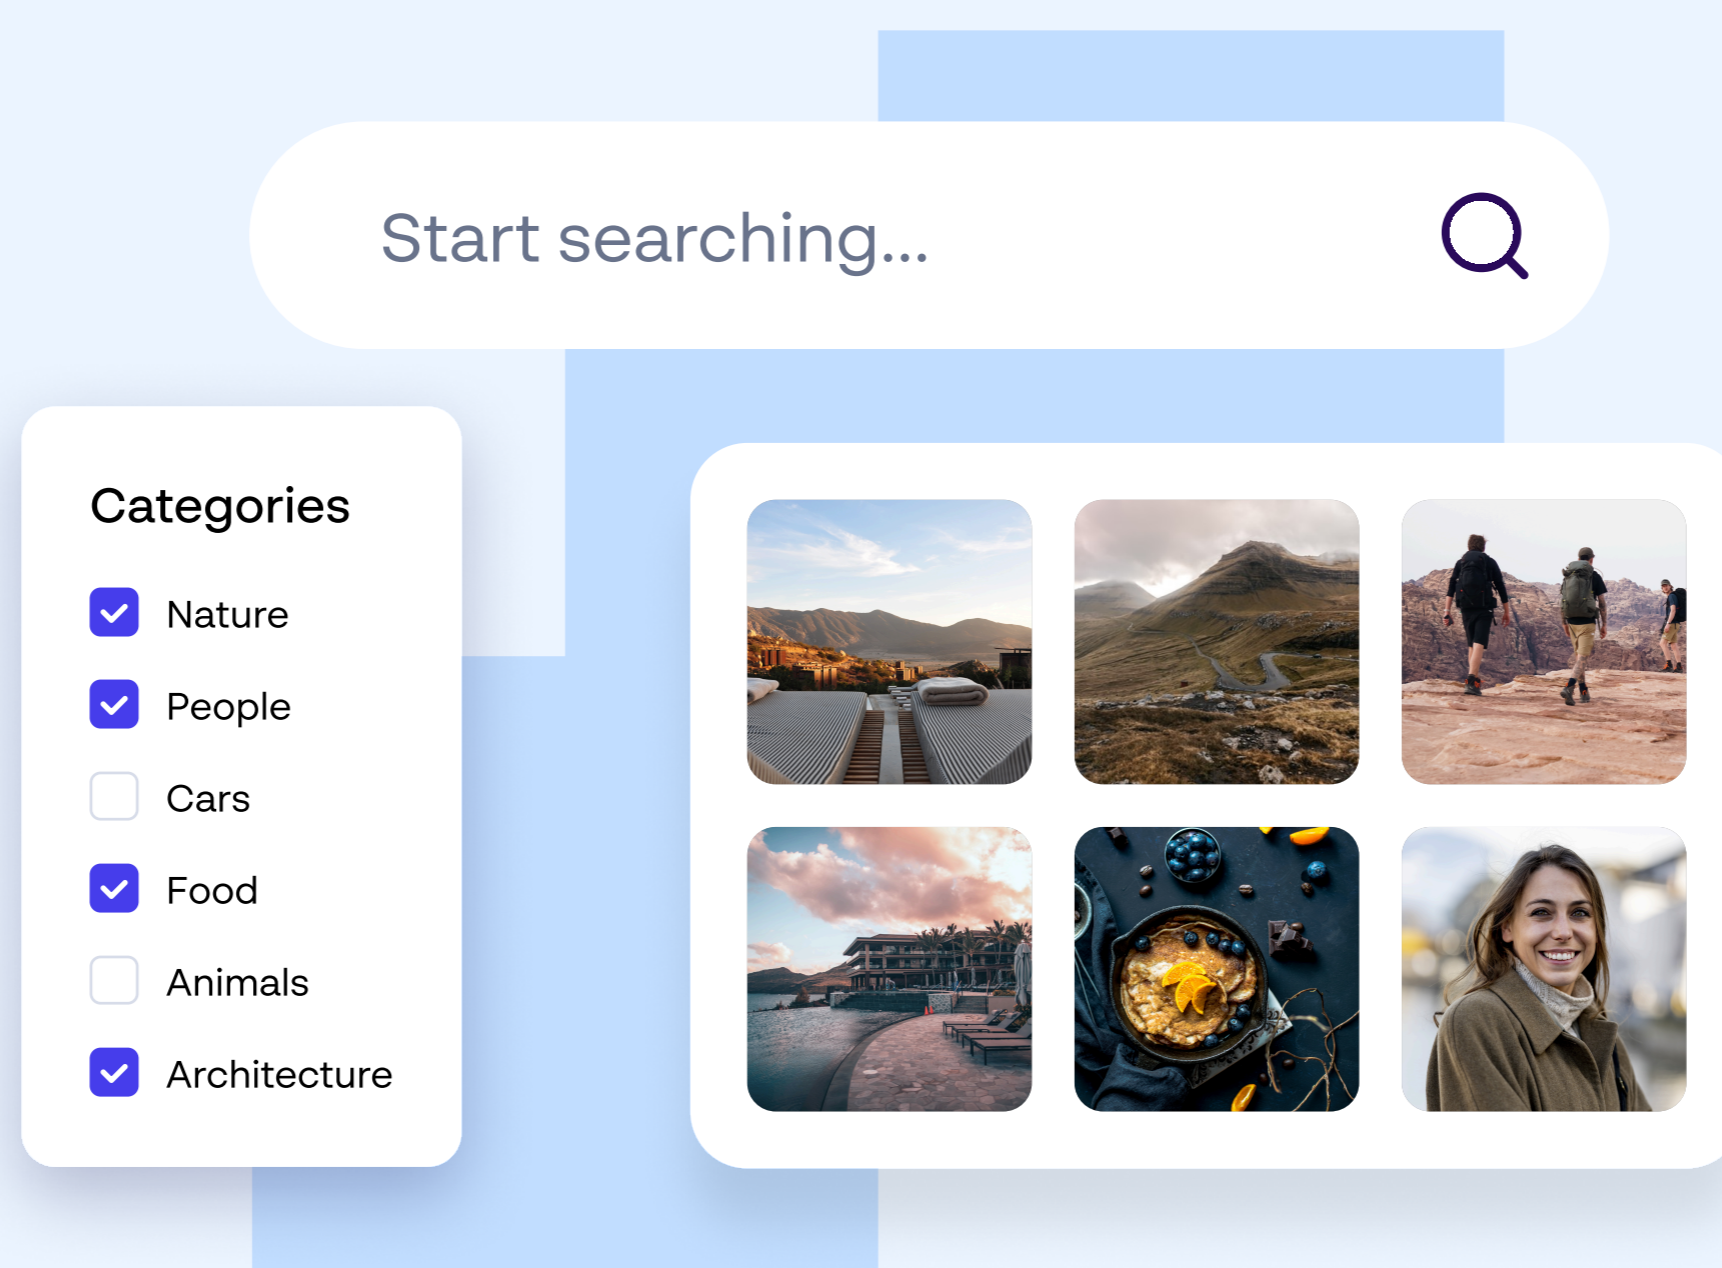 Start searching...
Categories
Nature
People
Cars
Food
Animals
Architecture